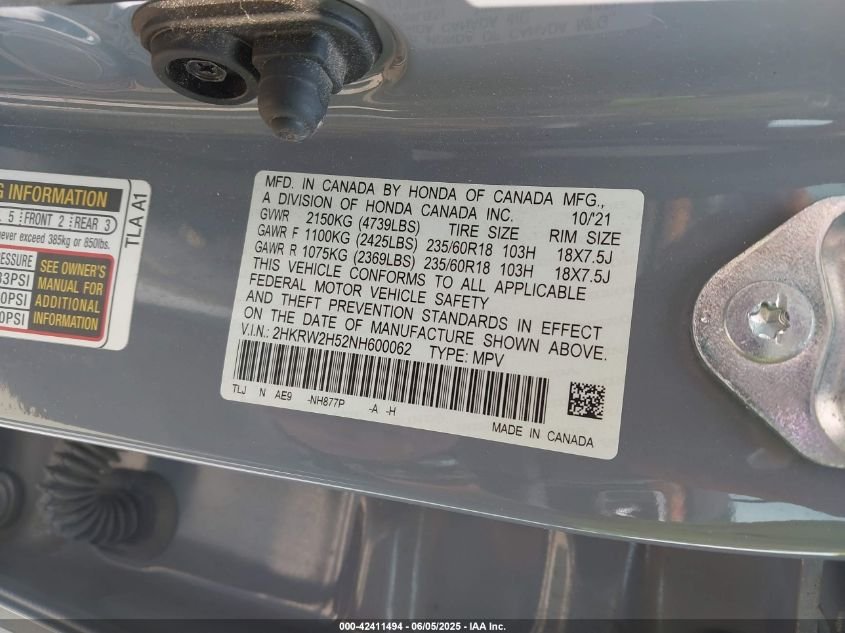 G INFORMATION
L 5 FRONT 2 REAR 3
never exceed 385kg or 850lbs.
PRESSURE
33PSI
0PSI
0PSI
SEE OWNER'S
MANUAL FOR
ADDITIONAL
INFORMATION
TLA A1
MFD. IN CANADA BY HONDA OF CANADA MFG.,
A DIVISION OF HONDA CANADA INC. 10/'21
GVWR 2150KG (4739LBS) TIRE SIZE RIM SIZE
GAWR F 1100KG (2425LBS) 235/60R18 103H 18X7.5J
GAWR R 1075KG (2369LBS) 235/60R18 103H 18X7.5J
THIS VEHICLE CONFORMS TO ALL APPLICABLE
FEDERAL MOTOR VEHICLE SAFETY
AND THEFT PREVENTION STANDARDS IN EFFECT
ON THE DATE OF MANUFACTURE SHOWN ABOVE.
V.I.N.: 2HKRW2H52NH600062 TYPE: MPV
TLJ N AE9 -NH877P -A -H
MADE IN CANADA
000-42411494 - 06/05/2025 - IAA Inc.